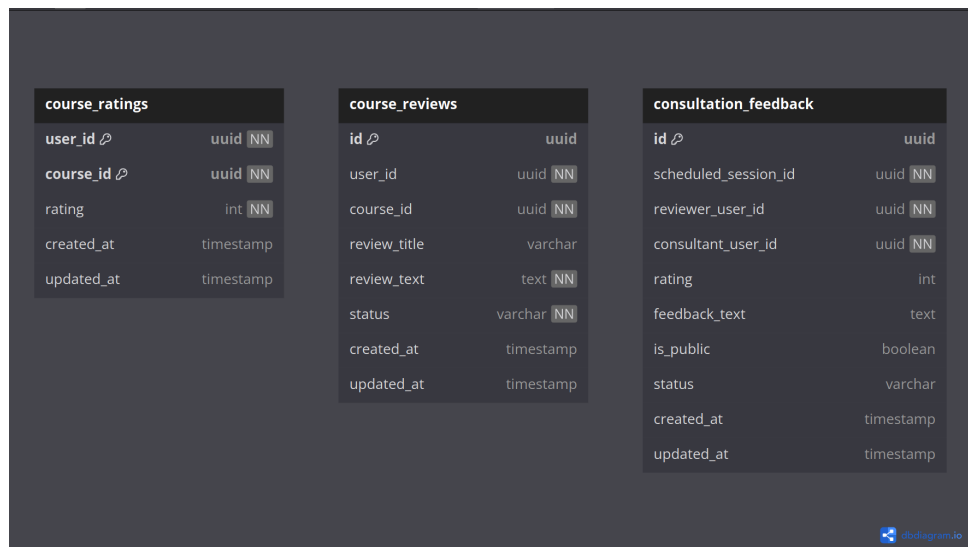 course_ratings
user_id uuid NN
course_id uuid NN
rating int NN
created_at timestamp
updated_at timestamp
course_reviews
id uuid
user_id uuid NN
course_id uuid NN
review_title varchar
review_text text NN
status varchar NN
created_at timestamp
updated_at timestamp
consultation_feedback
id uuid
scheduled_session_id uuid NN
reviewer_user_id uuid NN
consultant_user_id uuid NN
rating int
feedback_text text
is_public boolean
status varchar
created_at timestamp
updated_at timestamp
dbdiagram.io